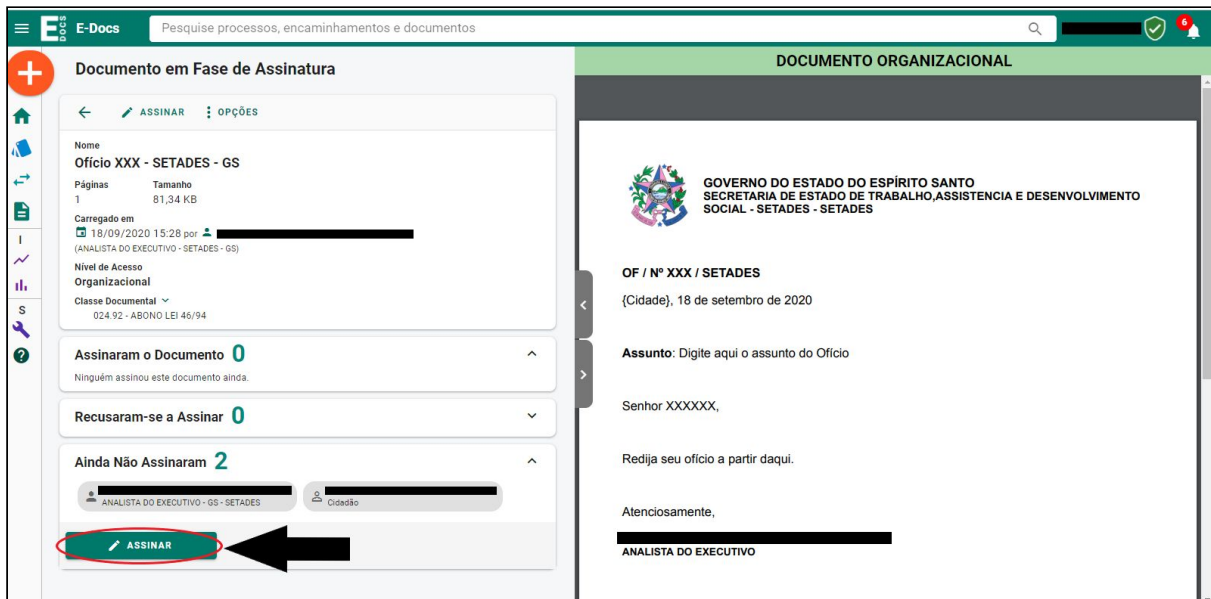 E DOCS
E-Docs
Pesquise processos, encaminhamentos e documentos
6
Documento em Fase de Assinatura
ASSINAR
OPÇÕES
Nome
Ofício XXX - SETADES - GS
Páginas Tamanho
1 81,34 KB
Carregado em
18/09/2020 15:28 por
(ANALISTA DO EXECUTIVO - SETADES - GS)
Nível de Acesso
Organizacional
Classe Documental
024.92 - ABONO LEI 46/94
Assinaram o Documento 0
Ninguém assinou este documento ainda.
Recusaram-se a Assinar 0
Ainda Não Assinaram 2
ANALISTA DO EXECUTIVO - GS - SETADES
Cidadão
ASSINAR
I
S
DOCUMENTO ORGANIZACIONAL
GOVERNO DO ESTADO DO ESPÍRITO SANTO
SECRETARIA DE ESTADO DE TRABALHO,ASSISTENCIA E DESENVOLVIMENTO
SOCIAL - SETADES - SETADES
OF / Nº XXX / SETADES
{Cidade}, 18 de setembro de 2020
Assunto: Digite aqui o assunto do Ofício
Senhor XXXXXX,
Redija seu ofício a partir daqui.
Atenciosamente,
ANALISTA DO EXECUTIVO